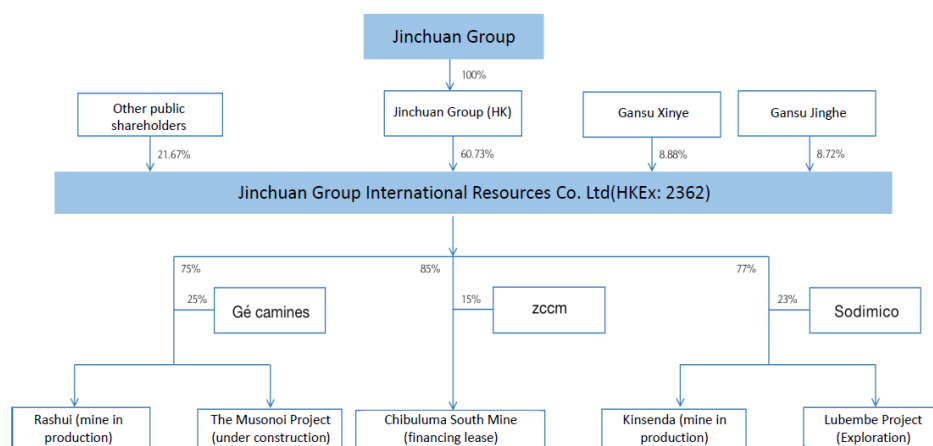 Jinchuan Group
100%
Other public
shareholders
Jinchuan Group (HK)
Gansu Xinye
Gansu Jinghe
21.67%
60.73%
8.88%
8.72%
Jinchuan Group International Resources Co. Ltd(HKEx: 2362)
75%
85%
77%
25%
Gé camines
15%
zccm
23%
Sodimico
Rashui (mine in
production)
The Musonoi Project
(under construction)
Chibuluma South Mine
(financing lease)
Kinsenda (mine in
production)
Lubembe Project
(Exploration)